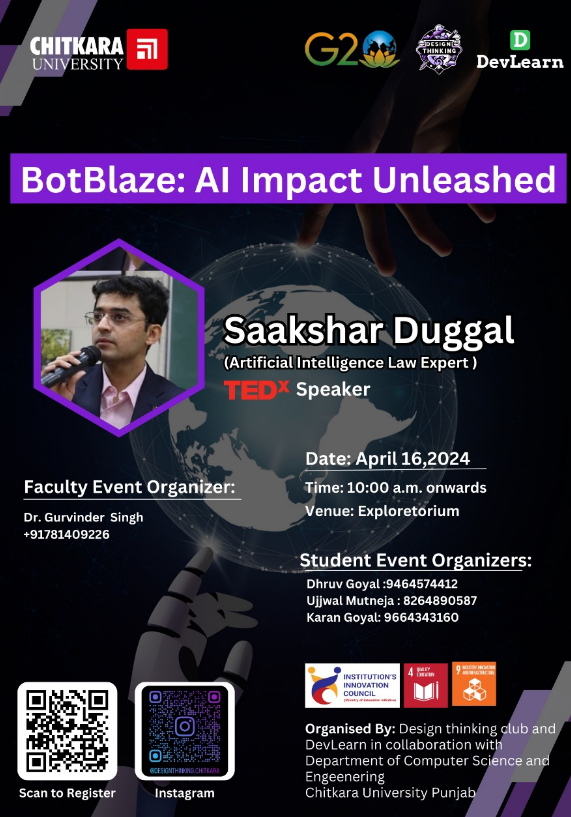 CHITKARA
UNIVERSITY
G20
DESIGN
THINKING
D
DevLearn
BotBlaze: AI Impact Unleashed
Saakshar Duggal
(Artificial Intelligence Law Expert )
TEDx Speaker
Date: April 16,2024
Time: 10:00 a.m. onwards
Venue: Exploretorium
Faculty Event Organizer:
Dr. Gurvinder Singh
+91781409226
Student Event Organizers:
Dhruv Goyal :9464574412
Ujjwal Mutneja : 8264890587
Karan Goyal: 9664343160
INSTITUTION'S
INNOVATION
COUNCIL
4 QUALITY
EDUCATION
9 INDUSTRY, INNOVATION
AND INFRASTRUCTURE
Organised By: Design thinking club and
DevLearn in collaboration with
Department of Computer Science and
Engeenering
Chitkara University Punjab
@DESIGNTHINKING.CHITKARA
Scan to Register
Instagram